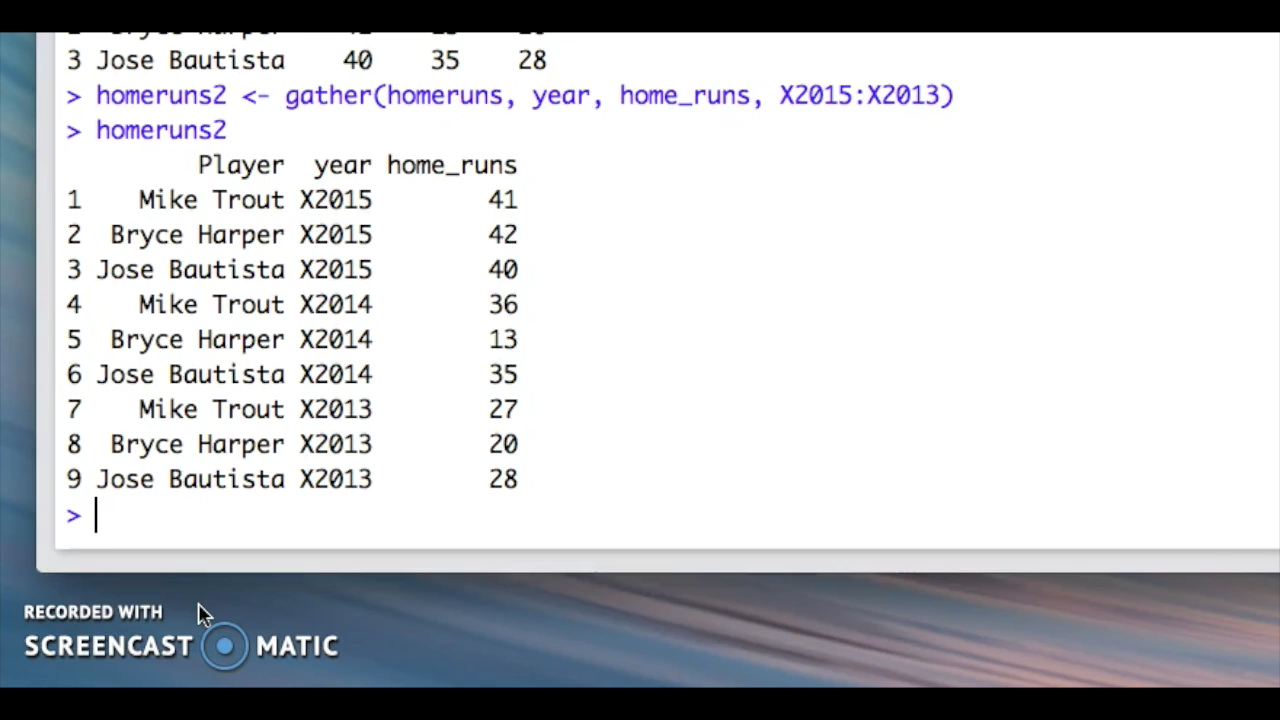 3 Jose Bautista 40 35 28
> homeruns2 <- gather(homeruns, year, home_runs, X2015:X2013)
> homeruns2
Player year home_runs
1 Mike Trout X2015 41
2 Bryce Harper X2015 42
3 Jose Bautista X2015 40
4 Mike Trout X2014 36
5 Bryce Harper X2014 13
6 Jose Bautista X2014 35
7 Mike Trout X2013 27
8 Bryce Harper X2013 20
9 Jose Bautista X2013 28
>
RECORDED WITH
SCREENCAST MATIC